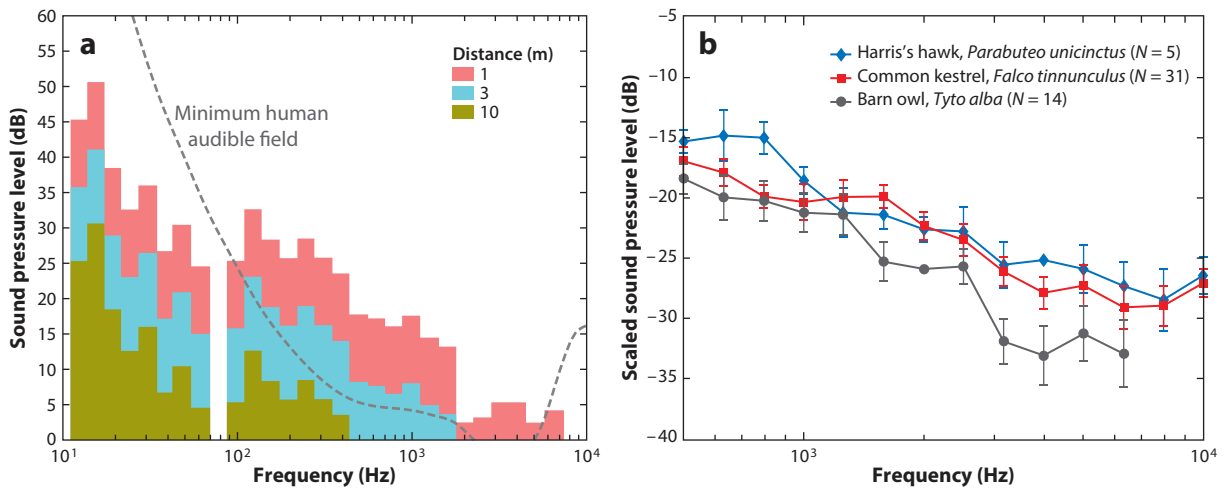 a
60
55
50
45
40
35
30
25
20
15
10
5
0
Sound pressure level (dB)
Distance (m)
1
3
10
Minimum human
audible field
10¹
10²
10³
10⁴
Frequency (Hz)
b
−5
−10
−15
−20
−25
−30
−35
−40
Scaled sound pressure level (dB)
Harris's hawk, Parabuteo unicinctus (N = 5)
Common kestrel, Falco tinnunculus (N = 31)
Barn owl, Tyto alba (N = 14)
10³
10⁴
Frequency (Hz)